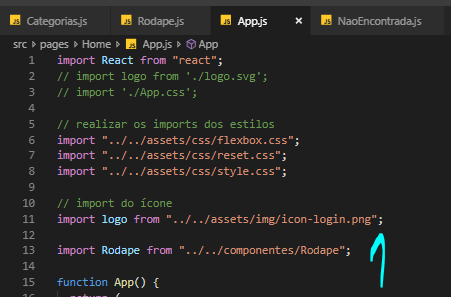 Categorias.js Rodape.js App.js × NaoEncontrada.js
src > pages > Home > App.js > App
1 import React from "react";
2 // import logo from './logo.svg';
3 // import './App.css';
4
5 // realizar os imports dos estilos
6 import "../../assets/css/flexbox.css";
7 import "../../assets/css/reset.css";
8 import "../../assets/css/style.css";
9
10 // import do ícone
11 import logo from "../../assets/img/icon-login.png";
12
13 import Rodape from "../../componentes/Rodape";
14
15 function App() {
16 return (